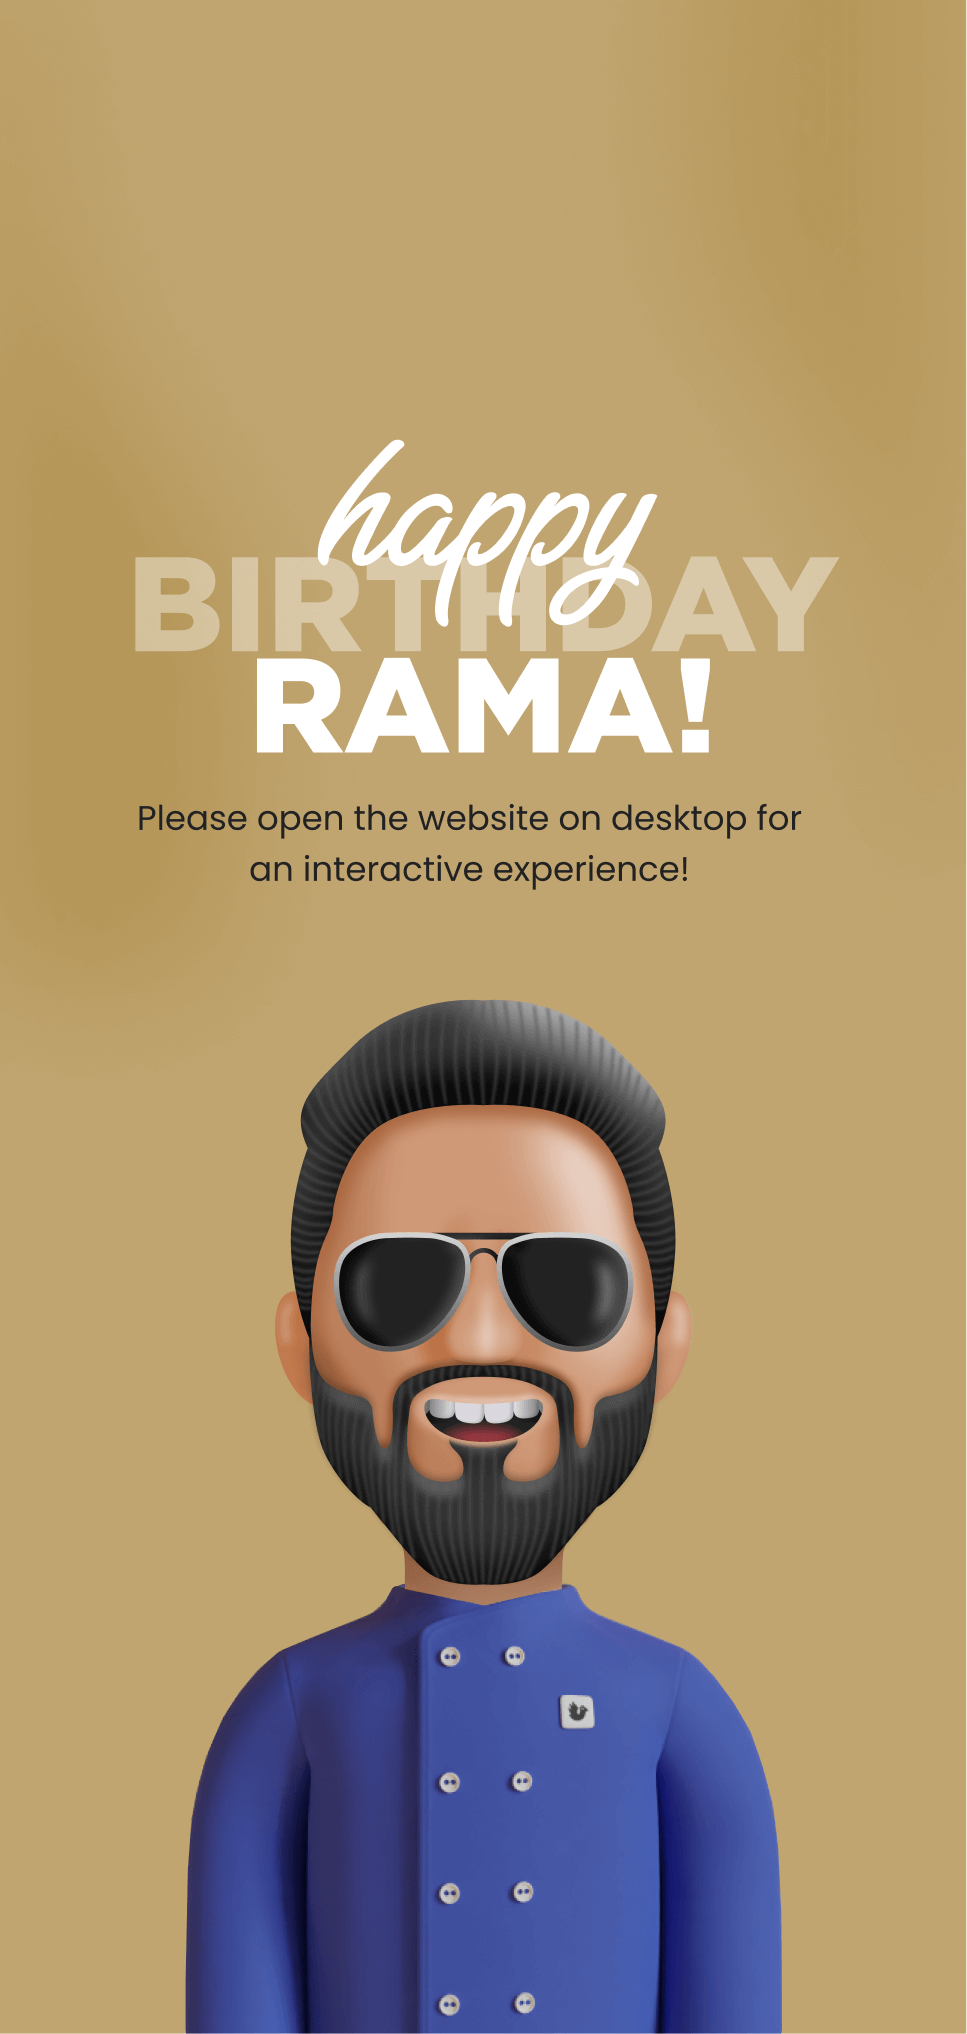 happy
BIRTHDAY
RAMA!
Please open the website on desktop for
an interactive experience!